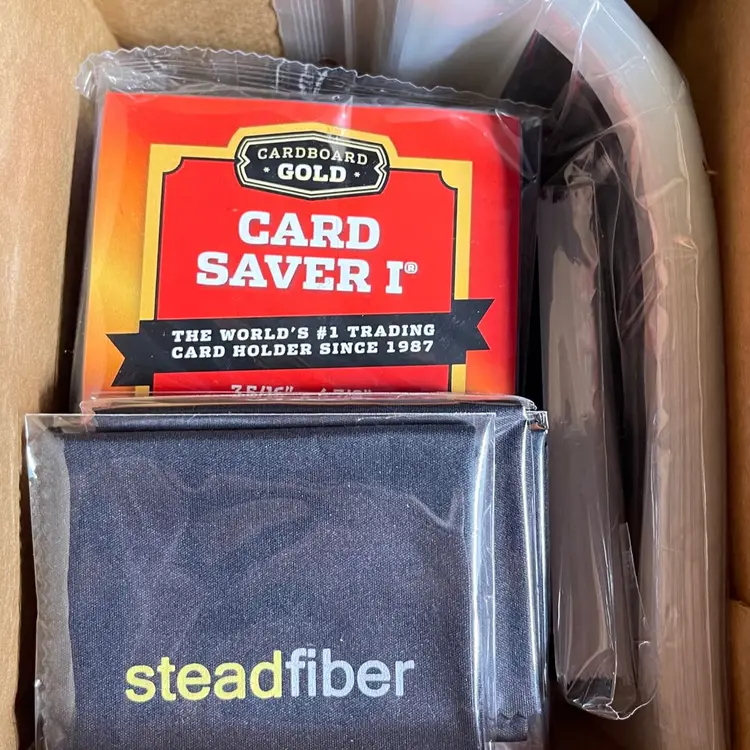 CARDBOARD
GOLD
CARD
SAVER I®
THE WORLD'S #1 TRADING
CARD HOLDER SINCE 1987
steadfiber